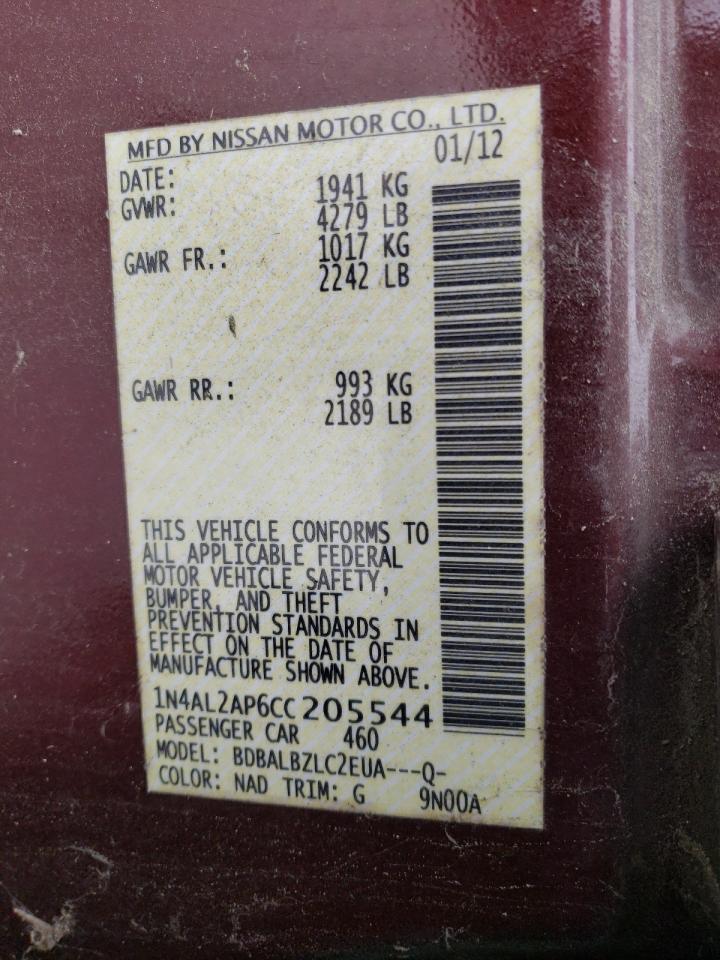 MFD BY NISSAN MOTOR CO., LTD.
DATE: 01/12
GVWR: 1941 KG
4279 LB
GAWR FR.: 1017 KG
2242 LB
GAWR RR.: 993 KG
2189 LB
THIS VEHICLE CONFORMS TO
ALL APPLICABLE FEDERAL
MOTOR VEHICLE SAFETY,
BUMPER, AND THEFT
PREVENTION STANDARDS IN
EFFECT ON THE DATE OF
MANUFACTURE SHOWN ABOVE.
1N4AL2AP6CC205544
PASSENGER CAR 460
MODEL: BDBALBZLC2EUA---Q-
COLOR: NAD TRIM: G 9N00A